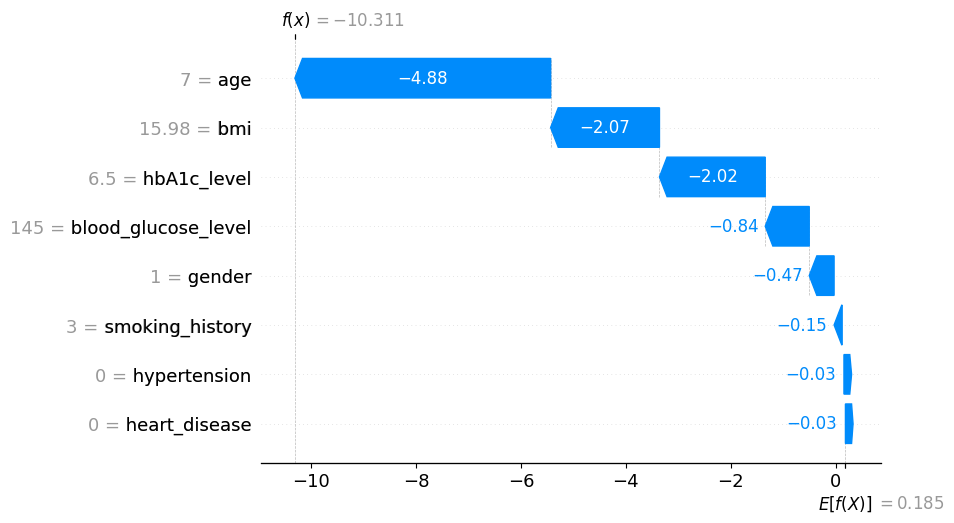 f(x) = −10.311
7 = age
−4.88
15.98 = bmi
−2.07
6.5 = hbA1c_level
−2.02
145 = blood_glucose_level
−0.84
1 = gender
−0.47
3 = smoking_history
−0.15
0 = hypertension
−0.03
0 = heart_disease
−0.03
−10 −8 −6 −4 −2 0
E[f(X)] = 0.185